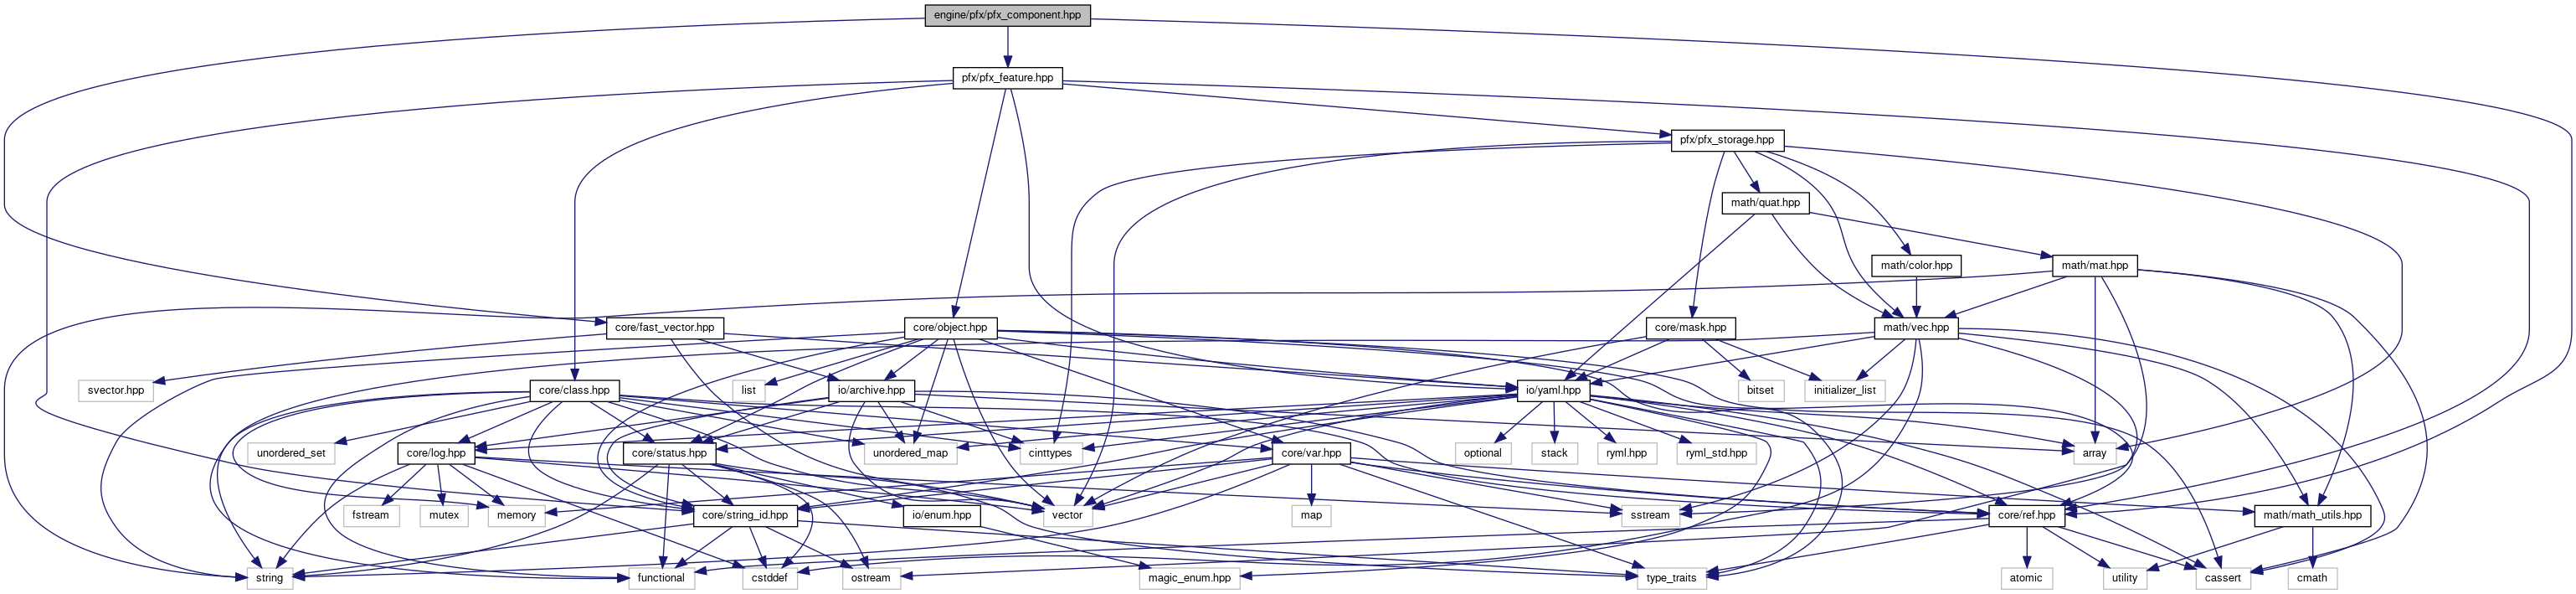 engine/pfx/pfx_component.hpp
pfx/pfx_feature.hpp
pfx/pfx_storage.hpp
math/quat.hpp
math/color.hpp
math/mat.hpp
core/fast_vector.hpp
core/object.hpp
core/mask.hpp
math/vec.hpp
svector.hpp
core/class.hpp
list
io/archive.hpp
io/yaml.hpp
bitset
initializer_list
unordered_set
core/log.hpp
core/status.hpp
unordered_map
cinttypes
core/var.hpp
optional
stack
ryml.hpp
ryml_std.hpp
array
fstream
mutex
memory
core/string_id.hpp
io/enum.hpp
vector
map
sstream
core/ref.hpp
math/math_utils.hpp
string
functional
cstddef
ostream
magic_enum.hpp
type_traits
atomic
utility
cassert
cmath